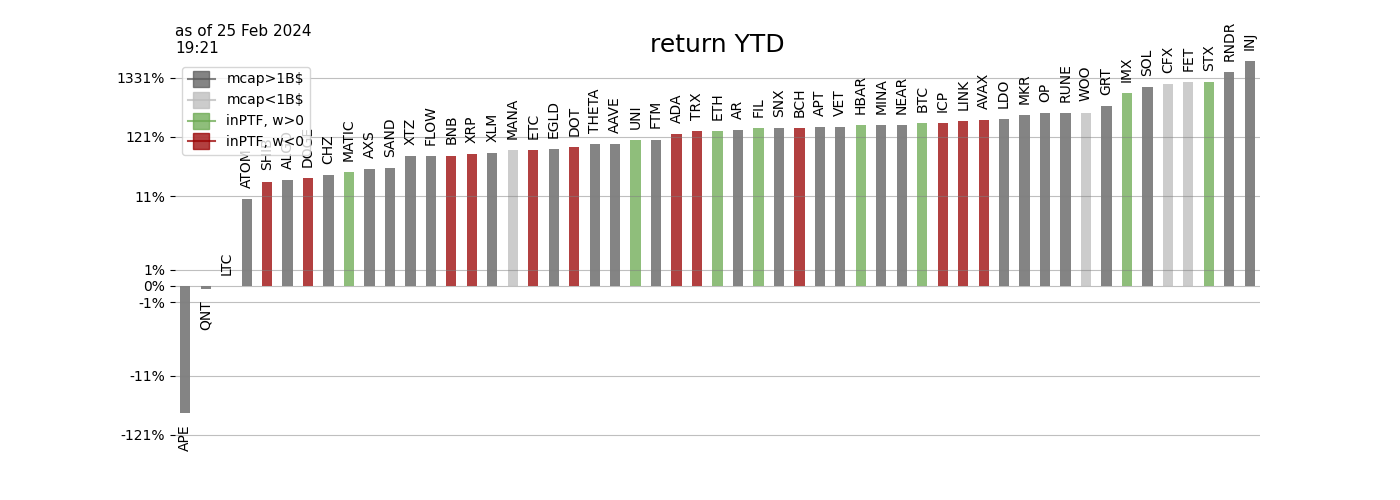 as of 25 Feb 2024
19:21
return YTD
mcap>1B$
mcap<1B$
inPTF, w>0
inPTF, w<0
1331%
121%
11%
1%
0%
-1%
-11%
-121%
APE
QNT
LTC
ATOM
SHIB
ALGO
DOGE
CHZ
MATIC
AXS
SAND
XTZ
FLOW
BNB
XRP
XLM
MANA
ETC
EGLD
DOT
THETA
AAVE
UNI
FTM
ADA
TRX
ETH
AR
FIL
SNX
BCH
APT
VET
HBAR
MINA
NEAR
BTC
ICP
LINK
AVAX
LDO
MKR
OP
RUNE
WOO
GRT
IMX
SOL
CFX
FET
STX
RNDR
INJ